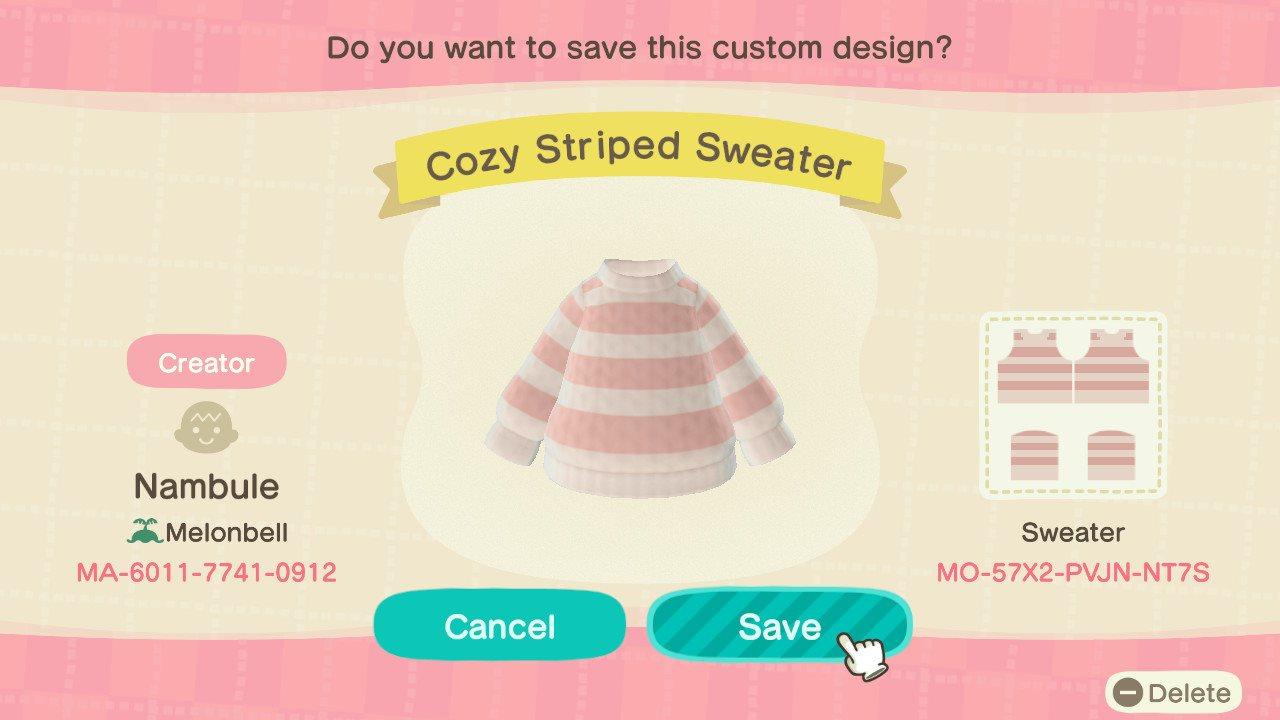 Do you want to save this custom design?
Cozy Striped Sweater
Creator
Nambule
Melonbell
MA-6011-7741-0912
Sweater
MO-57X2-PVJN-NT7S
Cancel
Save
Delete